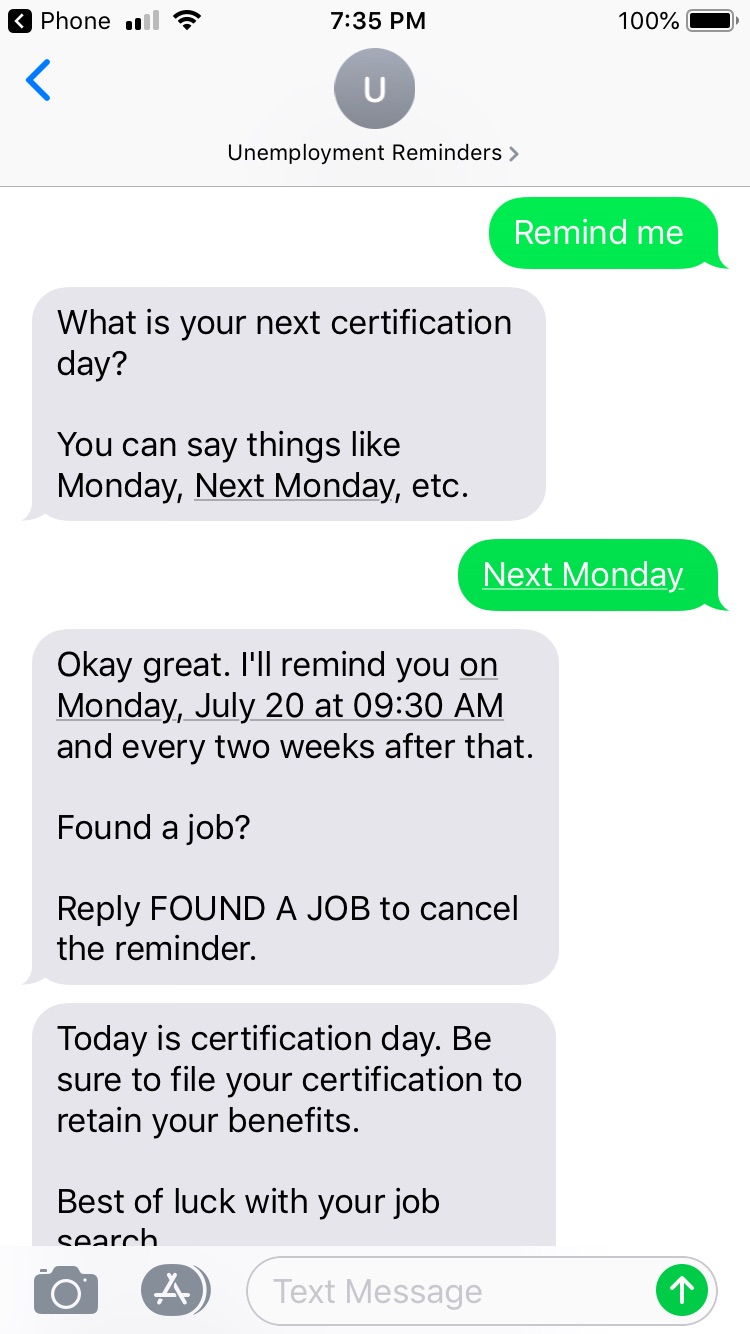 Phone 7:35 PM 100%
U
Unemployment Reminders
Remind me
What is your next certification
day?
You can say things like
Monday, Next Monday, etc.
Next Monday
Okay great. I'll remind you on
Monday, July 20 at 09:30 AM
and every two weeks after that.
Found a job?
Reply FOUND A JOB to cancel
the reminder.
Today is certification day. Be
sure to file your certification to
retain your benefits.
Best of luck with your job
search
Text Message